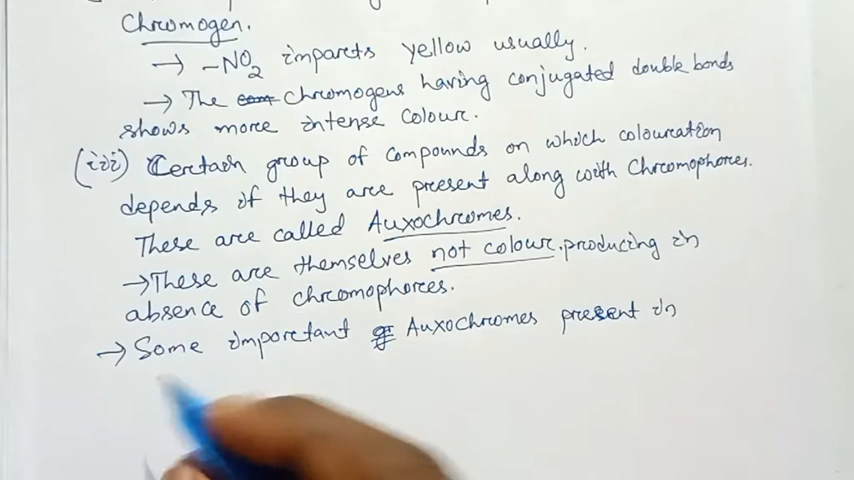 Chromogen.
→ -NO2 imparts yellow usually.
→ The Chromogens having conjugated double bonds
shows more intense colour.
(iii) Certain group of compounds on which colouration
depends if they are present along with Chromophores.
These are called Auxochromes.
→ These are themselves not colour producing in
absence of chromophores.
→ Some important Auxochromes present in